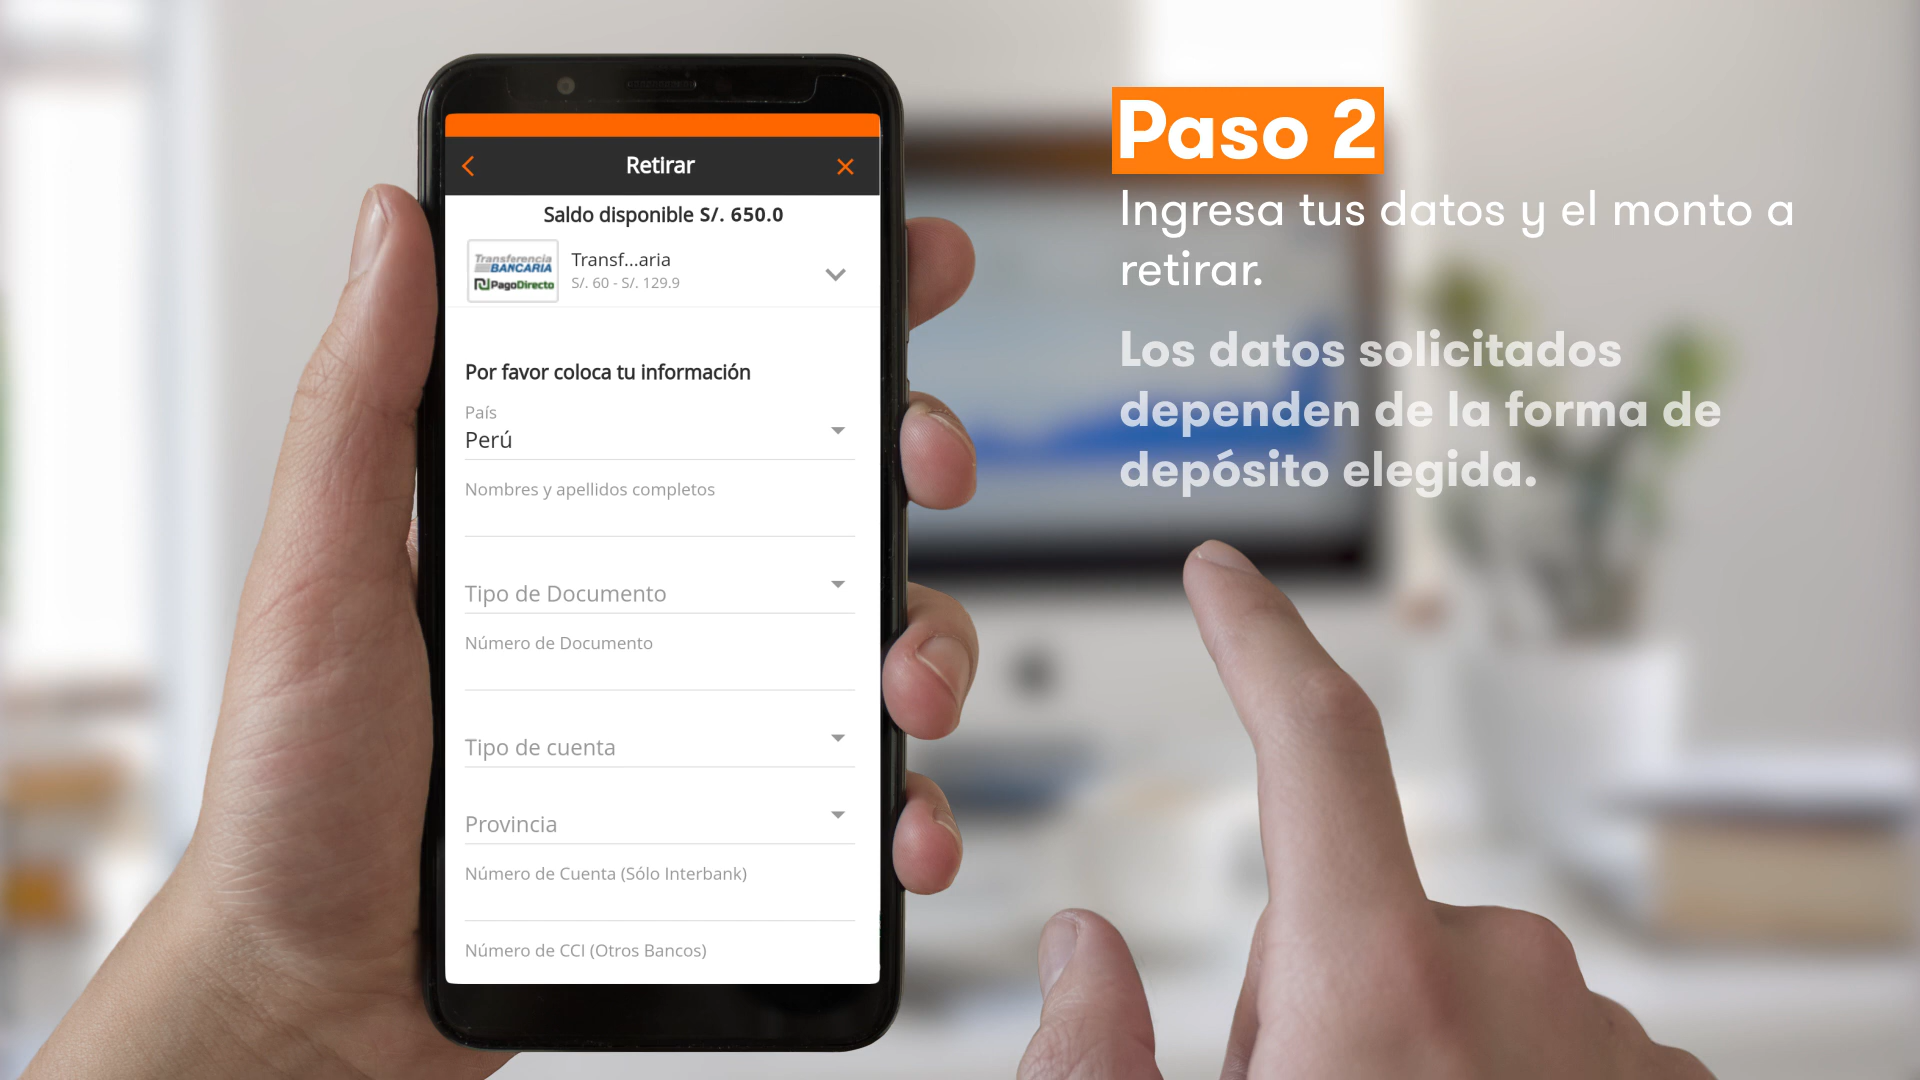 Retirar
Saldo disponible S/. 650.0
Transferencia
BANCARIA
PagoDirecto
Transf...aria
S/. 60 - S/. 129.9
Por favor coloca tu información
País
Perú
Nombres y apellidos completos
Tipo de Documento
Número de Documento
Tipo de cuenta
Provincia
Número de Cuenta (Sólo Interbank)
Número de CCI (Otros Bancos)
Paso 2
Ingresa tus datos y el monto a
retirar.
Los datos solicitados
dependen de la forma de
depósito elegida.